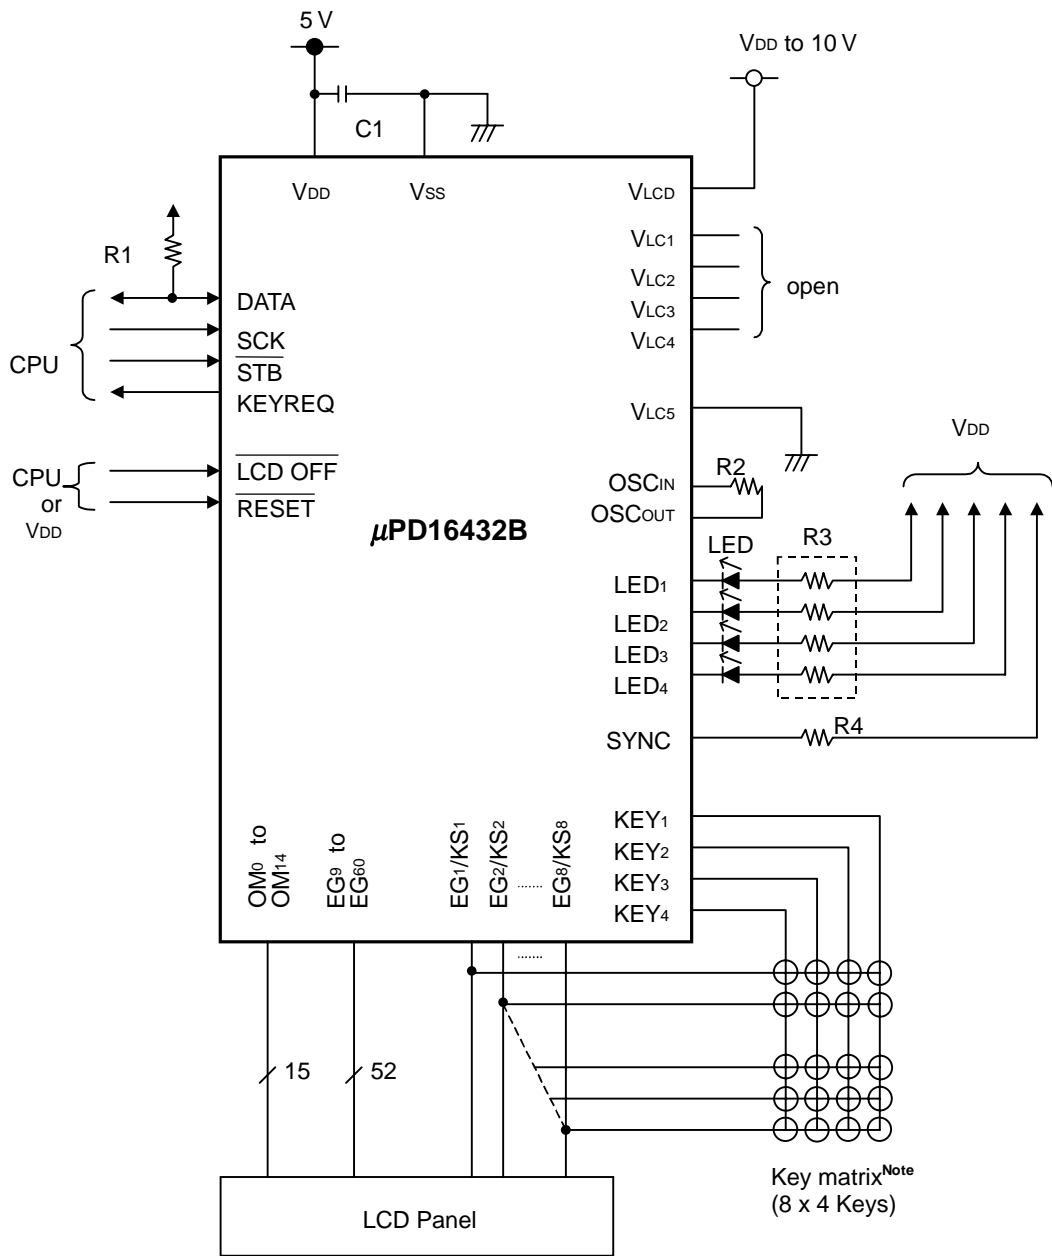 5 V
VDD to 10 V
C1
VDD
VSS
VLCD
R1
VLC1
VLC2
VLC3
VLC4
open
DATA
SCK
STB
KEYREQ
CPU
VLC5
VDD
LCD OFF
RESET
CPU
or
VDD
OSCIN
OSCOUT
R2
μPD16432B
LED
R3
LED1
LED2
LED3
LED4
SYNC
R4
KEY1
KEY2
KEY3
KEY4
OM0 to
OM14
EG9 to
EG60
EG1/KS1
EG2/KS2
........
EG8/KS8
........
15
52
Key matrixNote
(8 x 4 Keys)
LCD Panel